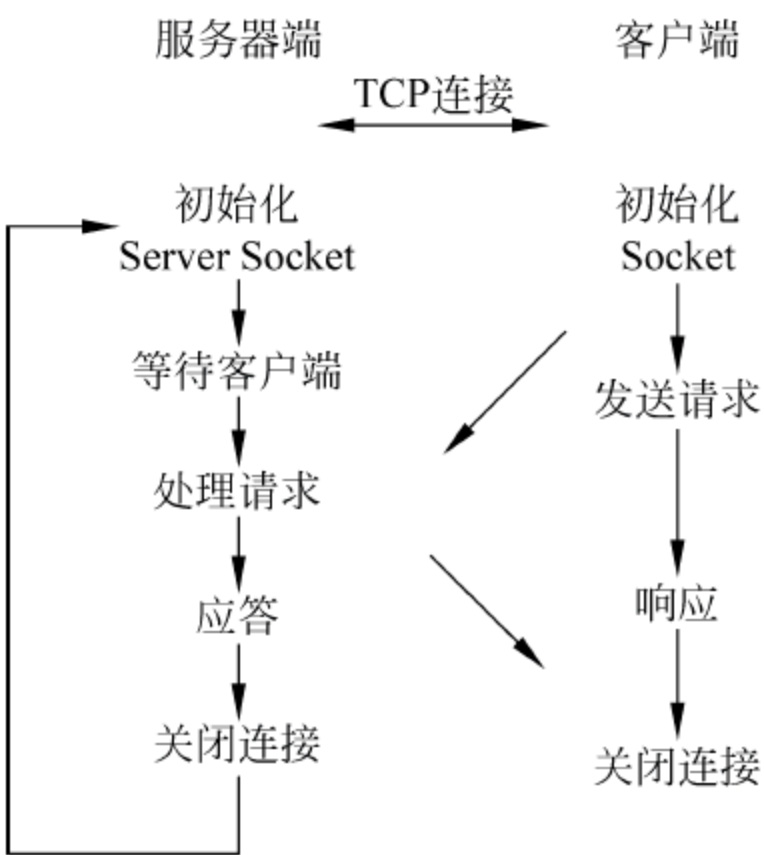 服务器端
客户端
TCP连接
初始化
Server Socket
等待客户端
处理请求
应答
关闭连接
初始化
Socket
发送请求
响应
关闭连接